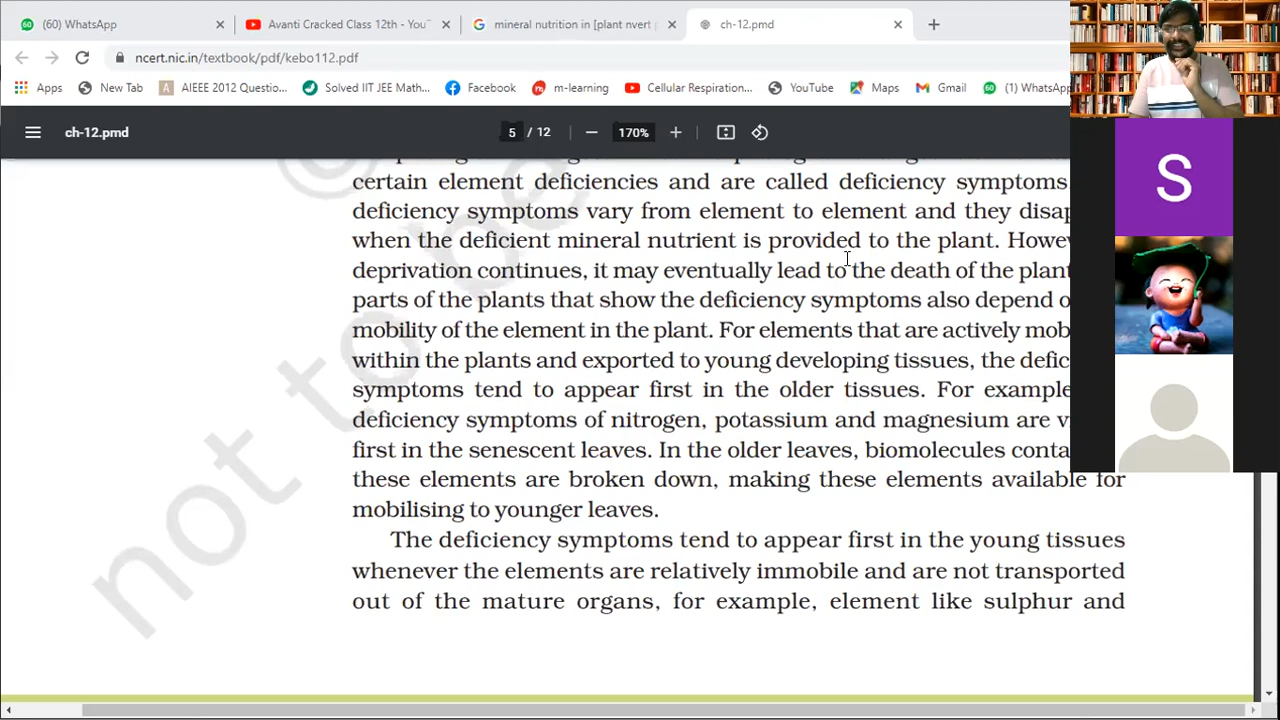 (60) WhatsApp
Avanti Cracked Class 12th - You
mineral nutrition in [plant nvert
ch-12.pmd
ncert.nic.in/textbook/pdf/kebo112.pdf
Apps New Tab AIEEE 2012 Questio... Solved IIT JEE Math... Facebook m-learning Cellular Respiration... YouTube Maps Gmail (1) WhatsApp
ch-12.pmd 5 / 12 170%
certain element deficiencies and are called deficiency symptoms.
deficiency symptoms vary from element to element and they disap
when the deficient mineral nutrient is provided to the plant. Howev
deprivation continues, it may eventually lead to the death of the plant
parts of the plants that show the deficiency symptoms also depend o
mobility of the element in the plant. For elements that are actively mob
within the plants and exported to young developing tissues, the defic
symptoms tend to appear first in the older tissues. For example
deficiency symptoms of nitrogen, potassium and magnesium are v
first in the senescent leaves. In the older leaves, biomolecules conta
these elements are broken down, making these elements available for
mobilising to younger leaves.
The deficiency symptoms tend to appear first in the young tissues
whenever the elements are relatively immobile and are not transported
out of the mature organs, for example, element like sulphur and
not to be
S